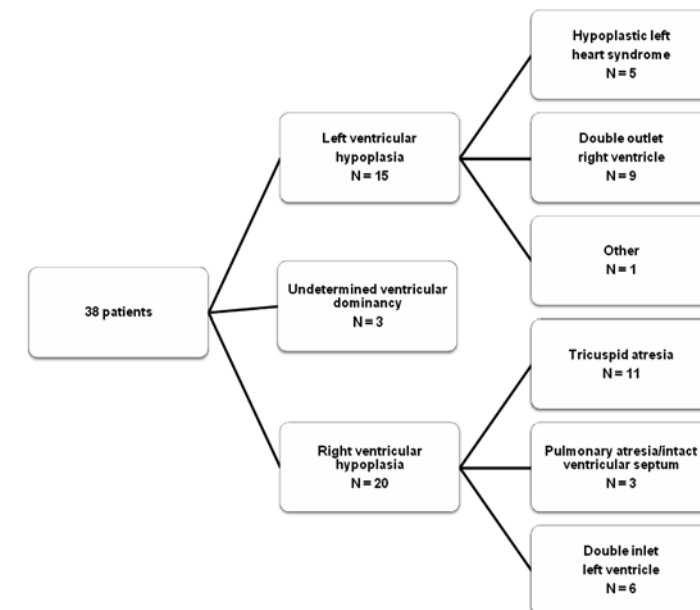 Hypoplastic left
heart syndrome
N = 5
Left ventricular
hypoplasia
N = 15
Double outlet
right ventricle
N = 9
Other
N = 1
38 patients
Undetermined ventricular
dominancy
N = 3
Tricuspid atresia
N = 11
Right ventricular
hypoplasia
N = 20
Pulmonary atresia/intact
ventricular septum
N = 3
Double inlet
left ventricle
N = 6